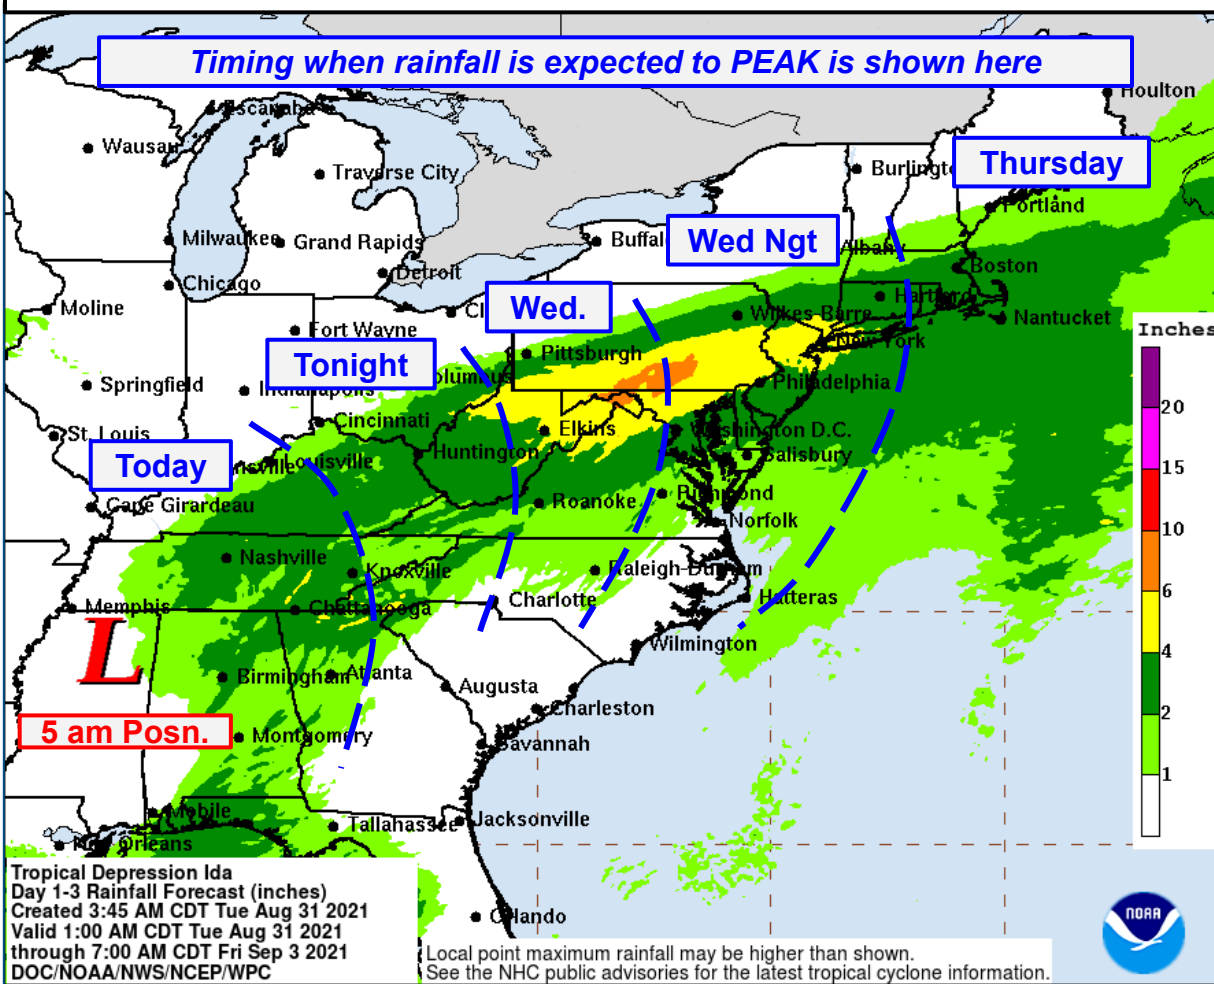 Timing when rainfall is expected to PEAK is shown here
Houlton
Escanaba
Wausau
Thursday
Traverse City
Burlingto
Portland
Milwaukee
Grand Rapids
Buffal
Wed Ngt
Albany
Boston
Detroit
Chicago
Hartford
Moline
Wed.
Wilkes-Barre
Nantucket
Fort Wayne
New York
Inches
Tonight
Pittsburgh
Springfield
Indianapolis
olumbus
Philadelphia
20
Cincinnati
Elkins
Washington D.C.
St. Louis
Today
nsville
Louisville
Huntington
Salisbury
15
Cape Girardeau
Roanoke
Richmond
Norfolk
10
Nashville
Knoxville
Raleigh-Durham
6
Memphis
Chattanooga
Charlotte
Hatteras
L
Wilmington
4
Birmingham
Atlanta
Augusta
Charleston
2
5 am Posn.
Montgomery
Savannah
1
Mobile
Tallahassee
Jacksonville
New Orleans
Orlando
Tropical Depression Ida
Day 1-3 Rainfall Forecast (inches)
Created 3:45 AM CDT Tue Aug 31 2021
Valid 1:00 AM CDT Tue Aug 31 2021
through 7:00 AM CDT Fri Sep 3 2021
DOC/NOAA/NWS/NCEP/WPC
Local point maximum rainfall may be higher than shown.
See the NHC public advisories for the latest tropical cyclone information.
NOAA